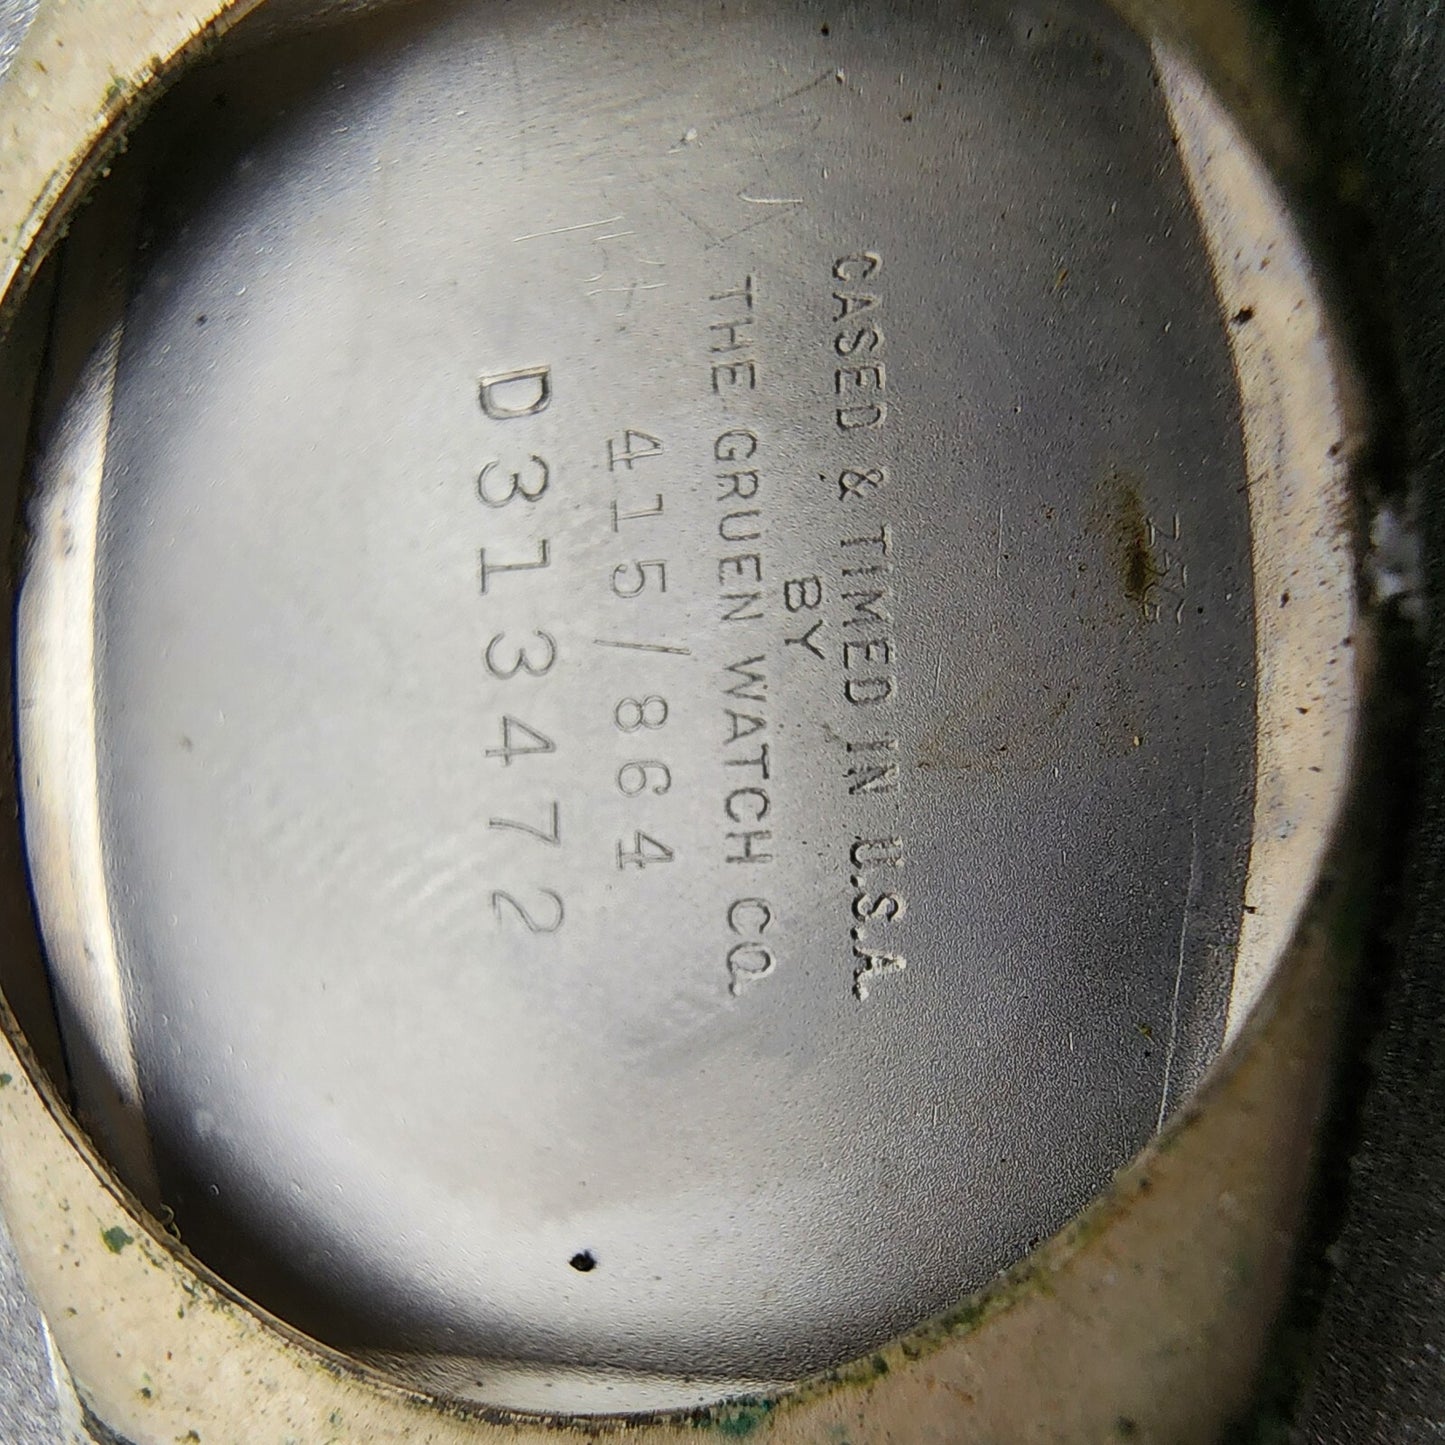 CASED & TIMED IN U.S.A.
BY
THE GRUEN WATCH CO.
415/864
D313472